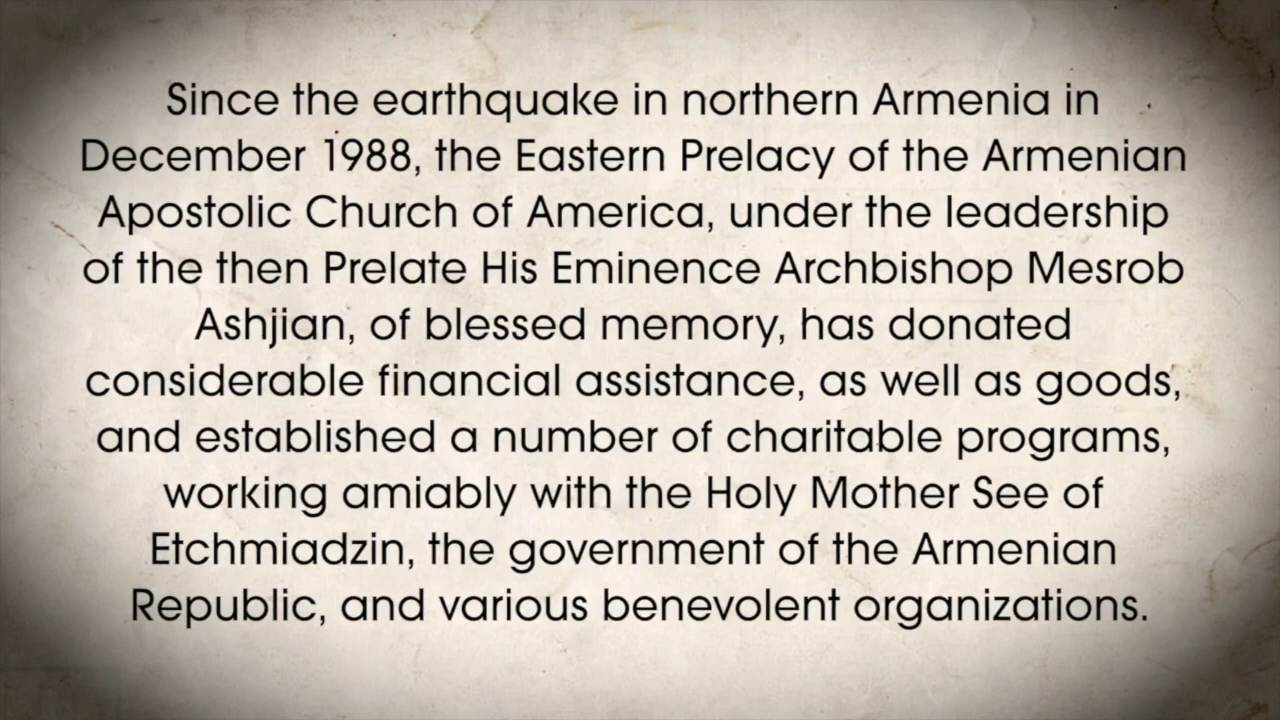 Since the earthquake in northern Armenia in
December 1988, the Eastern Prelacy of the Armenian
Apostolic Church of America, under the leadership
of the then Prelate His Eminence Archbishop Mesrob
Ashjian, of blessed memory, has donated
considerable financial assistance, as well as goods,
and established a number of charitable programs,
working amiably with the Holy Mother See of
Etchmiadzin, the government of the Armenian
Republic, and various benevolent organizations.